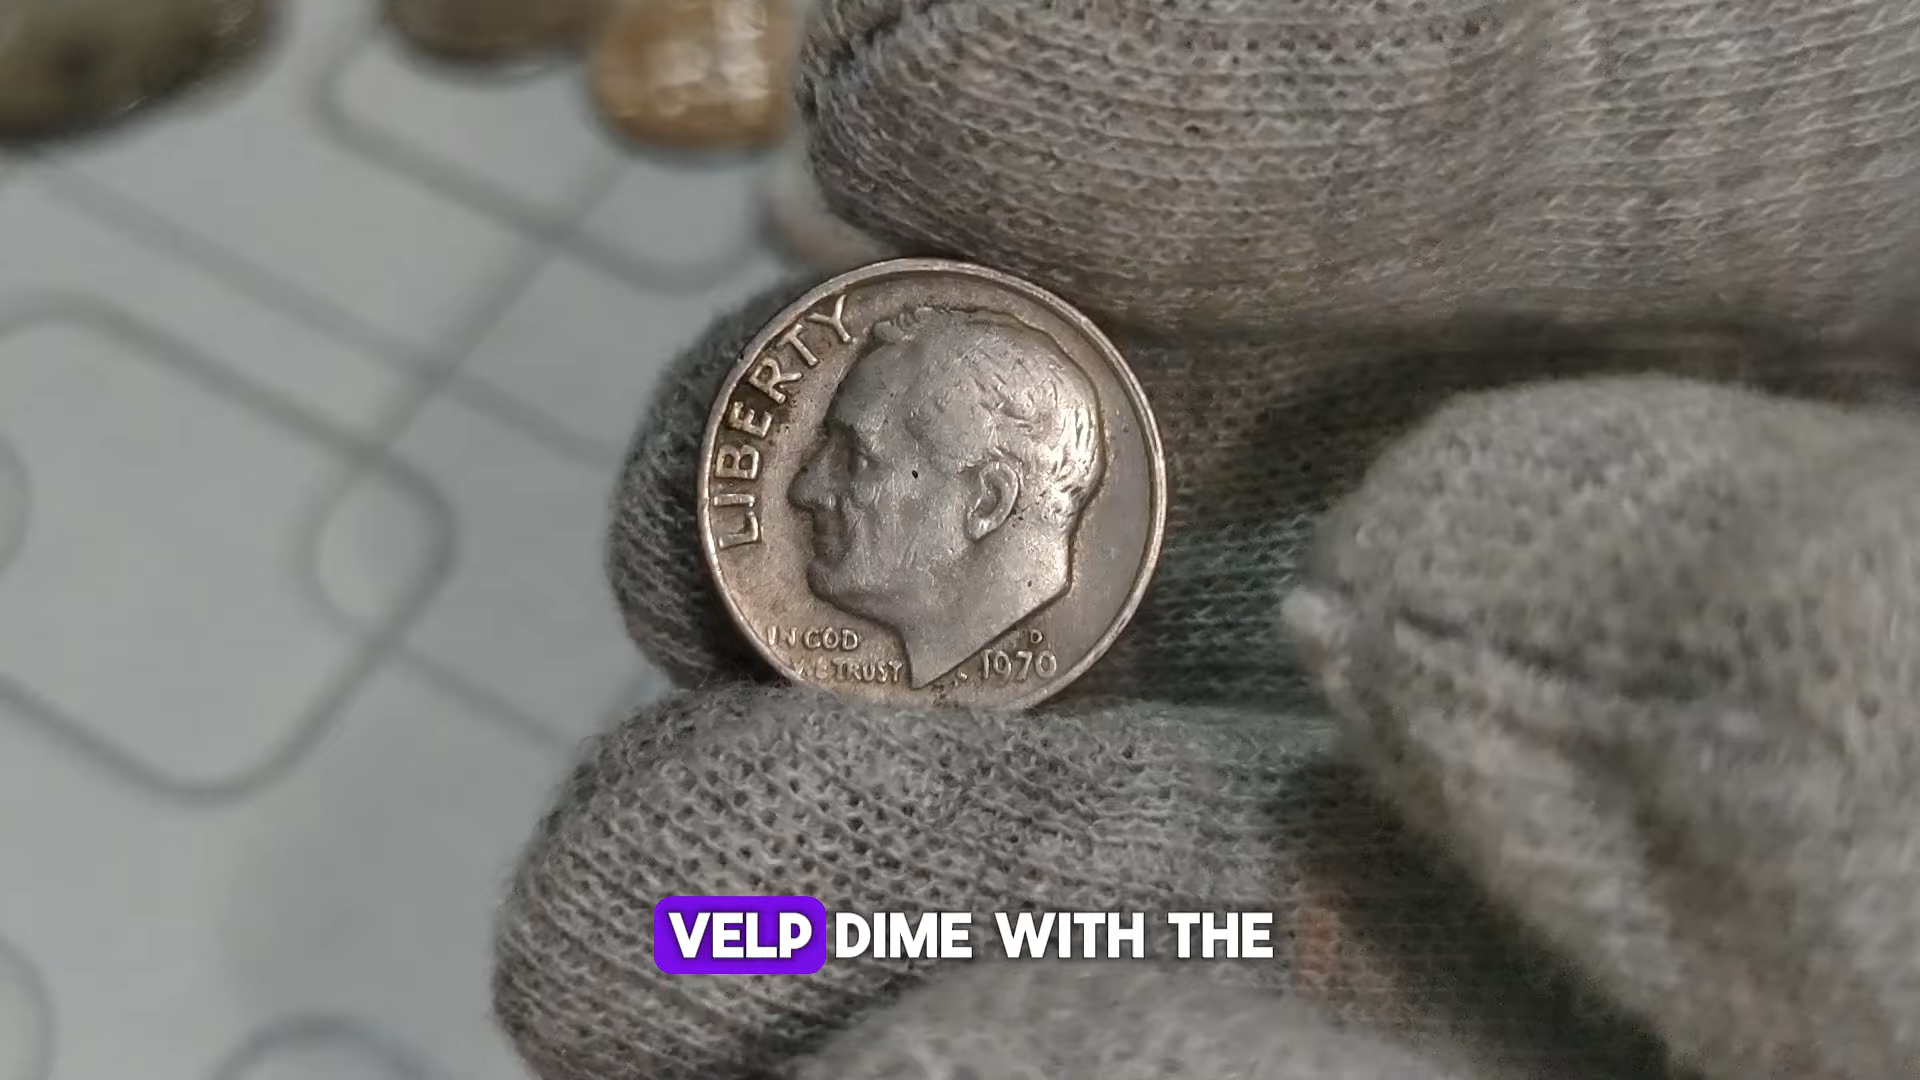 LIBERTY
IN GOD
WE TRUST
D
1970
VELP DIME WITH THE